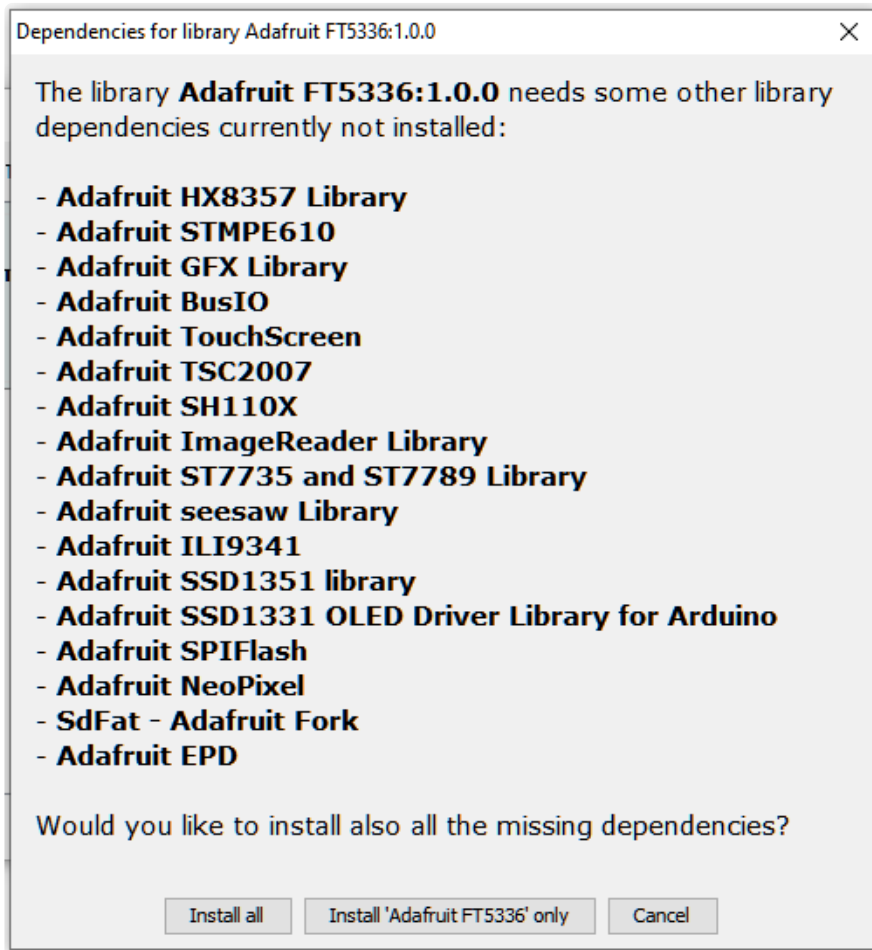 Dependencies for library Adafruit FT5336:1.0.0
The library Adafruit FT5336:1.0.0 needs some other library
dependencies currently not installed:
- Adafruit HX8357 Library
- Adafruit STMPE610
- Adafruit GFX Library
- Adafruit BusIO
- Adafruit TouchScreen
- Adafruit TSC2007
- Adafruit SH110X
- Adafruit ImageReader Library
- Adafruit ST7735 and ST7789 Library
- Adafruit seesaw Library
- Adafruit ILI9341
- Adafruit SSD1351 library
- Adafruit SSD1331 OLED Driver Library for Arduino
- Adafruit SPIFlash
- Adafruit NeoPixel
- SdFat - Adafruit Fork
- Adafruit EPD
Would you like to install also all the missing dependencies?
Install all Install 'Adafruit FT5336' only Cancel